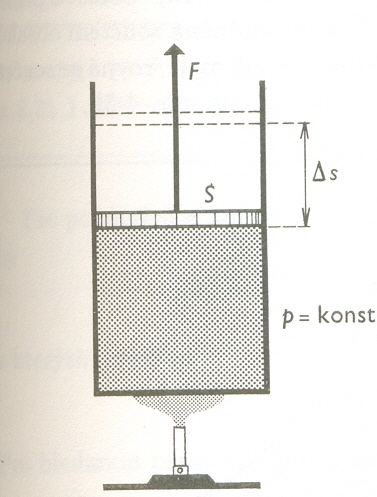 F
Δs
S
p = konst